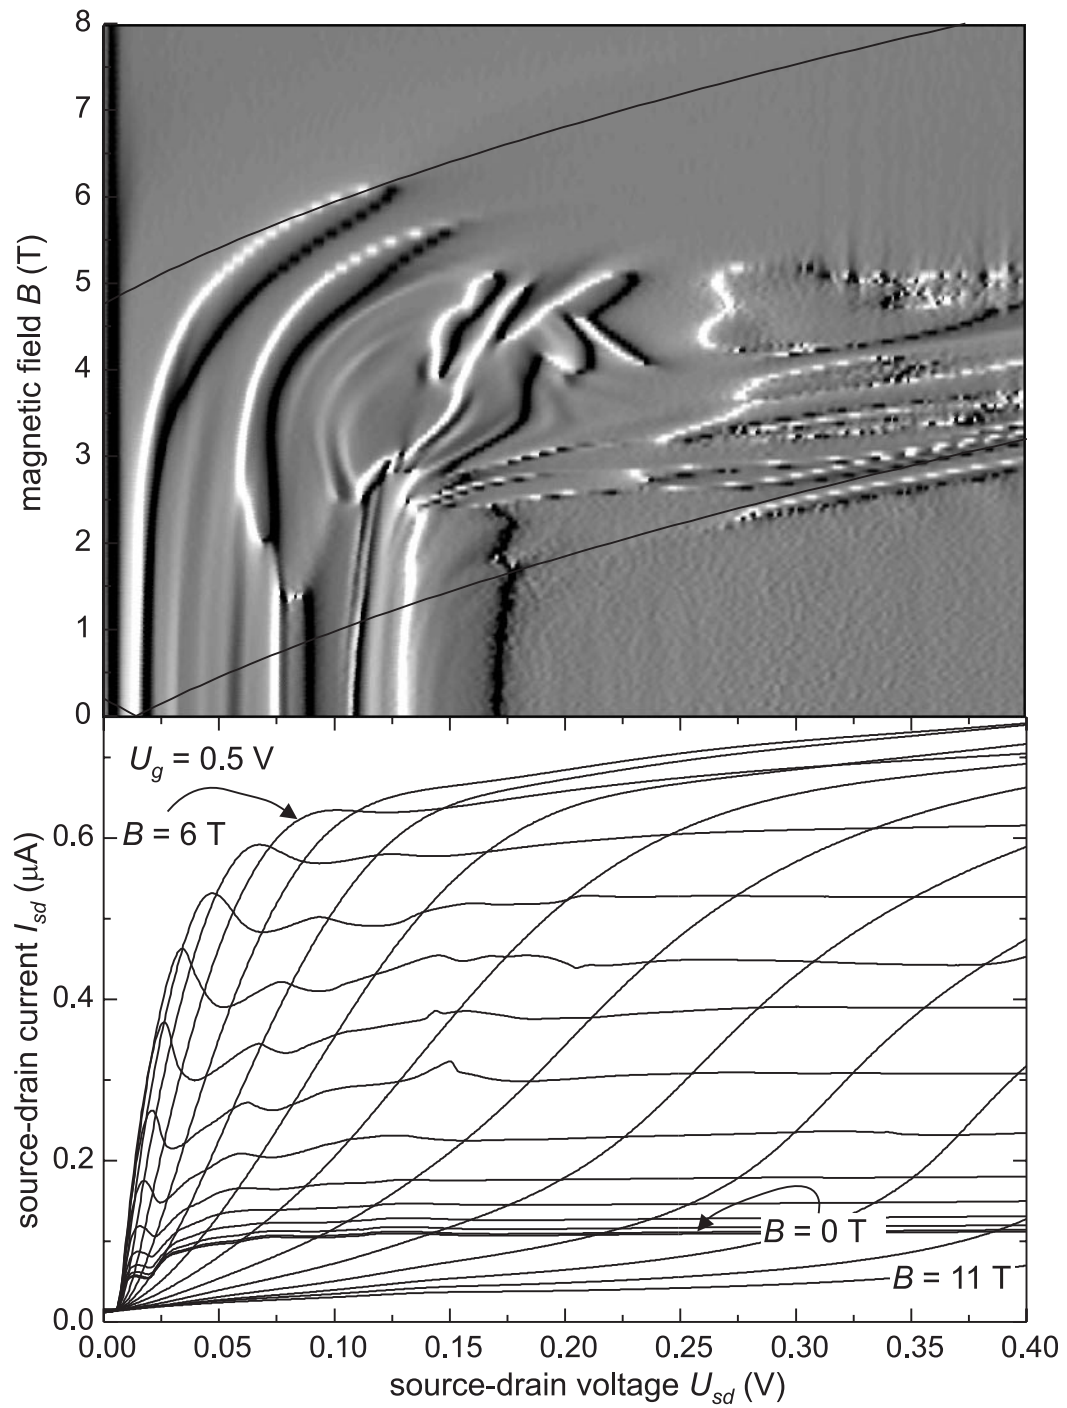 8
7
6
5
4
3
2
1
0
magnetic field B (T)
U_g = 0.5 V
B = 6 T
0.6
0.4
0.2
0.0
source-drain current I_sd (μA)
B = 0 T
B = 11 T
0.00 0.05 0.10 0.15 0.20 0.25 0.30 0.35 0.40
source-drain voltage U_sd (V)